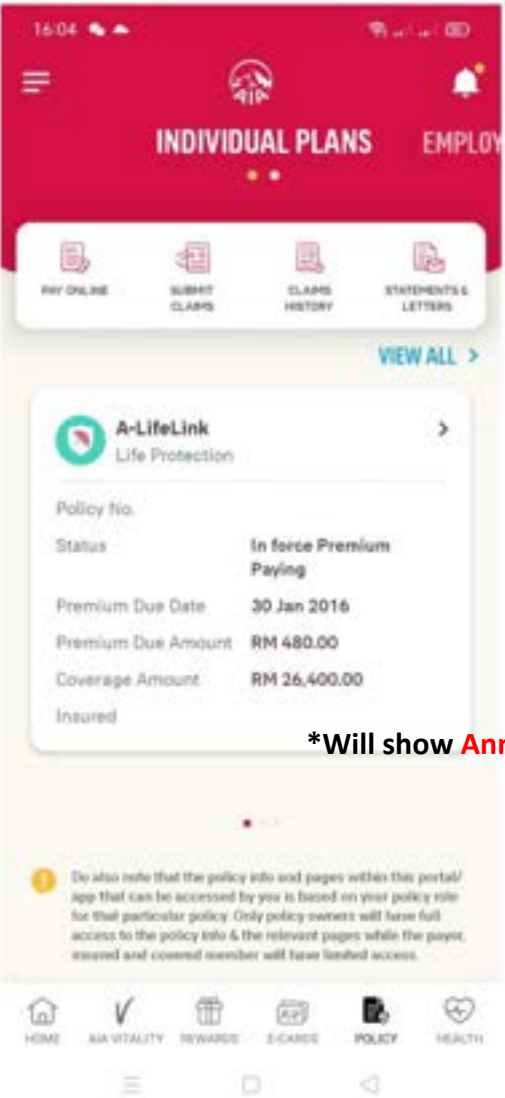 16:04
AIA
INDIVIDUAL PLANS EMPLOY
PAY ONLINE SUBMIT CLAIMS CLAIMS HISTORY STATEMENTS & LETTERS
VIEW ALL >
A-LifeLink
Life Protection
Policy No.
Status In force Premium
Paying
Premium Due Date 30 Jan 2016
Premium Due Amount RM 480.00
Coverage Amount RM 26,400.00
Insured
*Will show Ann
Do also note that the policy info and pages within this portal/
app that can be accessed by you is based on your policy role
for that particular policy. Only policy owners will have full
access to the policy info & the relevant pages while the payor,
insured and covered member will have limited access.
HOME AIA VITALITY REWARDS E-CARDS POLICY HEALTH